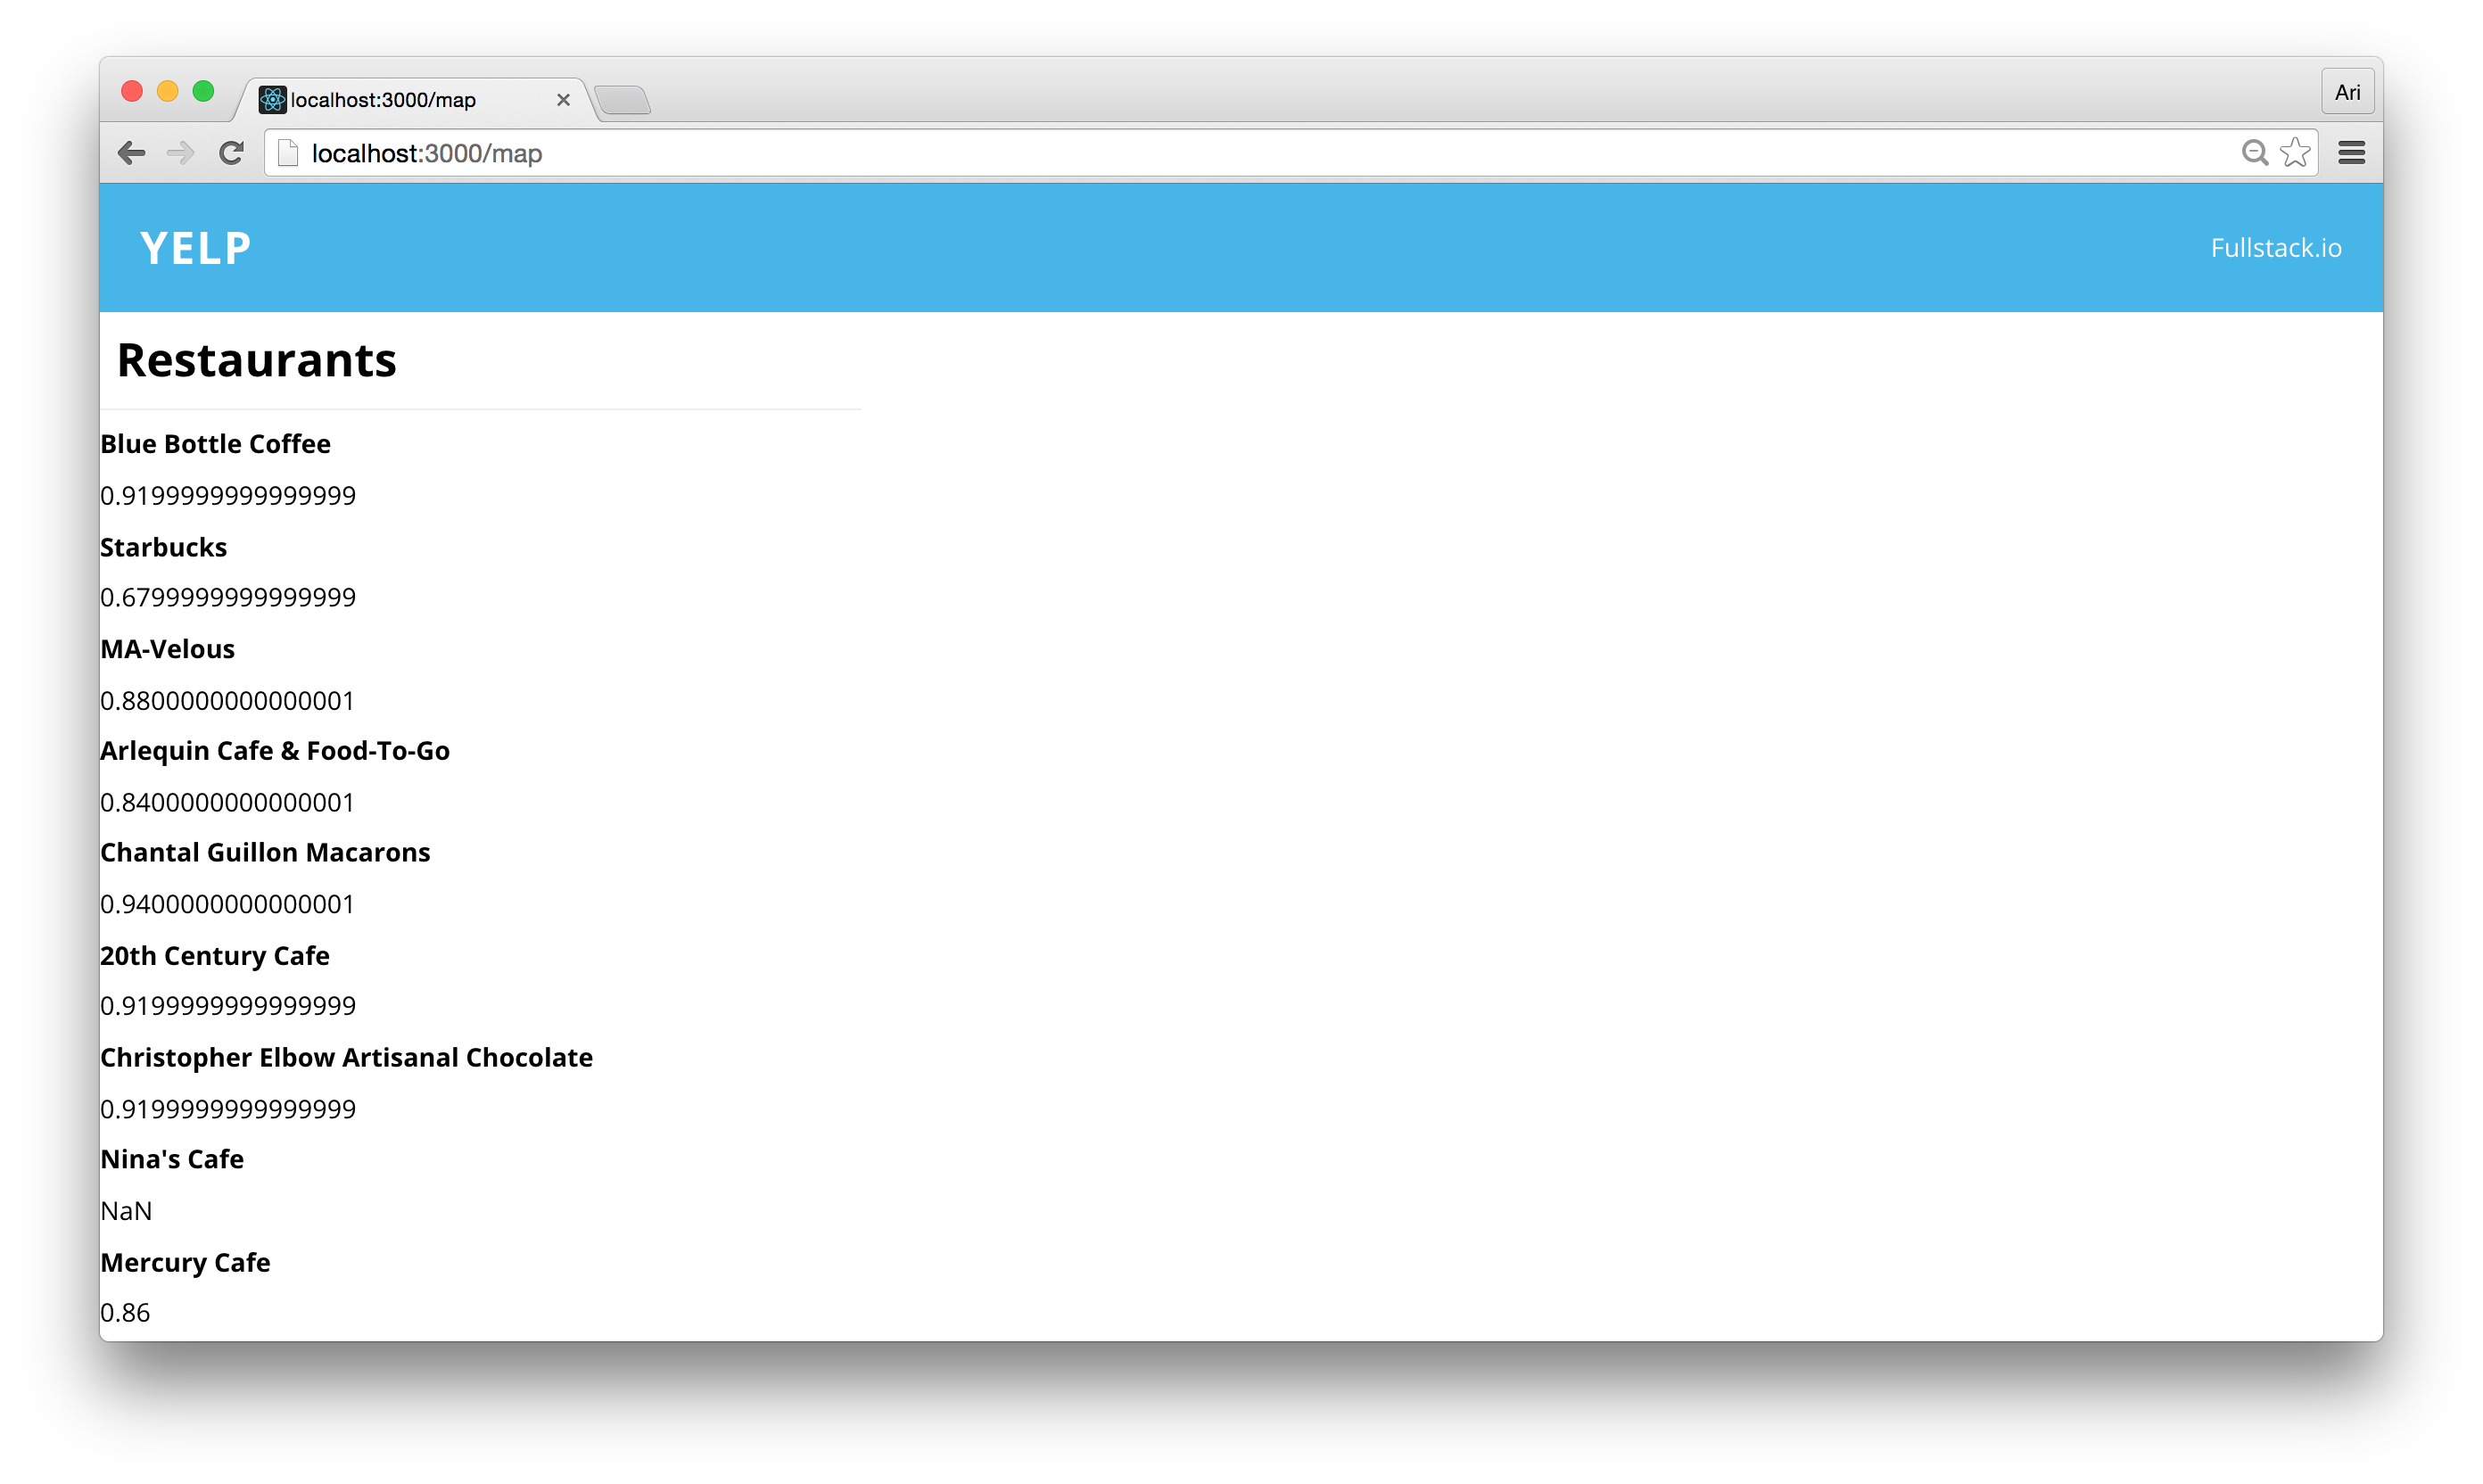 localhost:3000/map
Ari
localhost:3000/map
YELP
Fullstack.io
Restaurants
Blue Bottle Coffee
0.9199999999999999
Starbucks
0.6799999999999999
MA-Velous
0.8800000000000001
Arlequin Cafe & Food-To-Go
0.8400000000000001
Chantal Guillon Macarons
0.9400000000000001
20th Century Cafe
0.9199999999999999
Christopher Elbow Artisanal Chocolate
0.9199999999999999
Nina's Cafe
NaN
Mercury Cafe
0.86